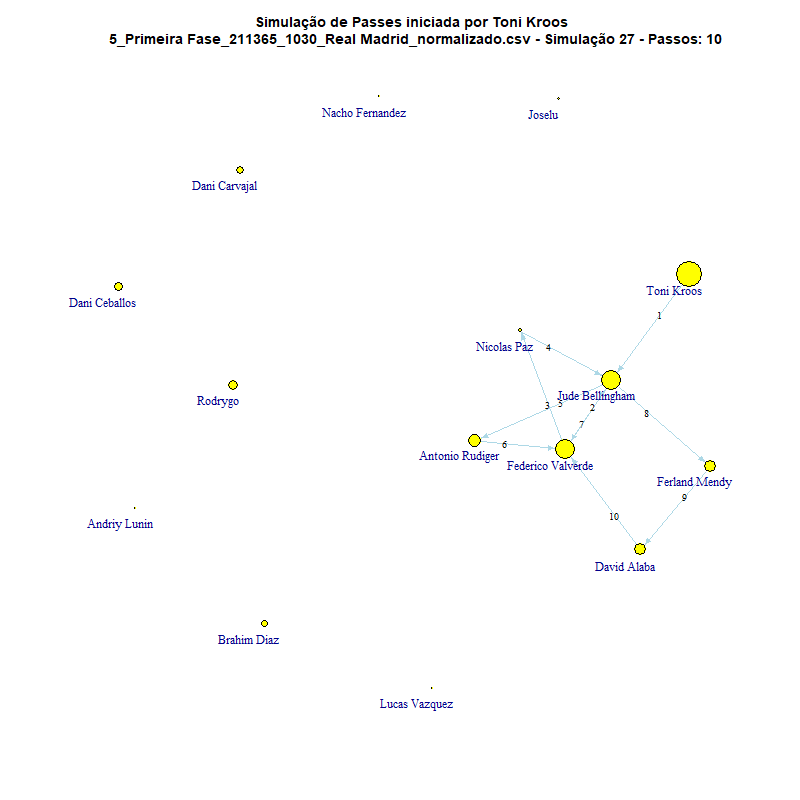 Simulação de Passes iniciada por Toni Kroos
5_Primeira Fase_211365_1030_Real Madrid_normalizado.csv - Simulação 27 - Passos: 10
Nacho Fernandez
Joselu
Dani Carvajal
Toni Kroos
Dani Ceballos
1
Nicolas Paz
4
Jude Bellingham
Rodrygo
3
5
2
8
7
6
Antonio Rudiger
Federico Valverde
Ferland Mendy
9
10
Andriy Lunin
David Alaba
Brahim Diaz
Lucas Vazquez